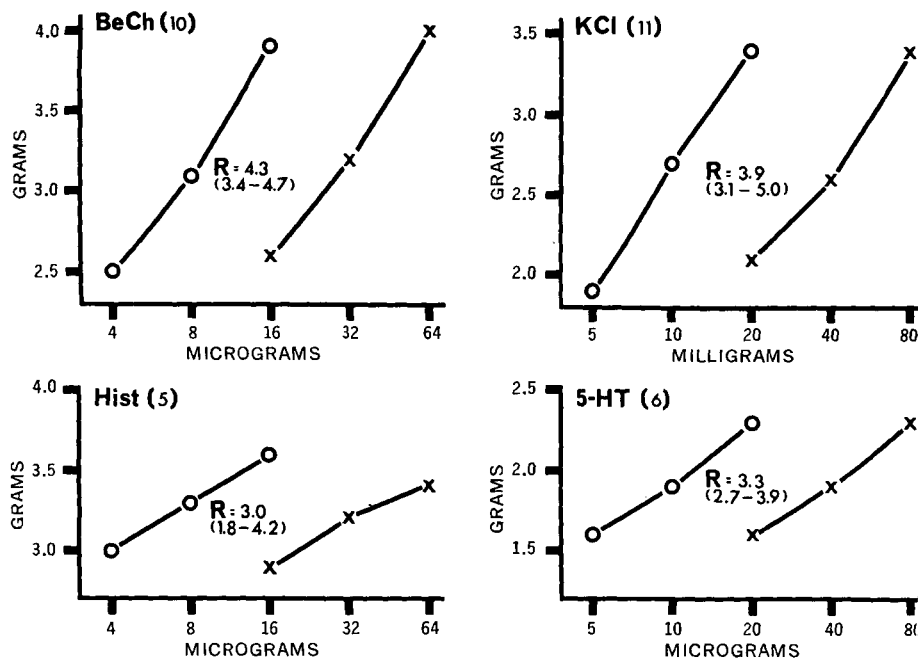 BeCh (10)
4.0
3.5
3.0
2.5
GRAMS
R = 4.3
(3.4-4.7)
4 8 16 32 64
MICROGRAMS
KCl (11)
3.5
3.0
2.5
2.0
GRAMS
R = 3.9
(3.1-5.0)
5 10 20 40 80
MILLIGRAMS
Hist (5)
4.0
3.5
3.0
GRAMS
R = 3.0
(1.8-4.2)
4 8 16 32 64
MICROGRAMS
5-HT (6)
2.5
2.0
1.5
GRAMS
R = 3.3
(2.7-3.9)
5 10 20 40 80
MICROGRAMS